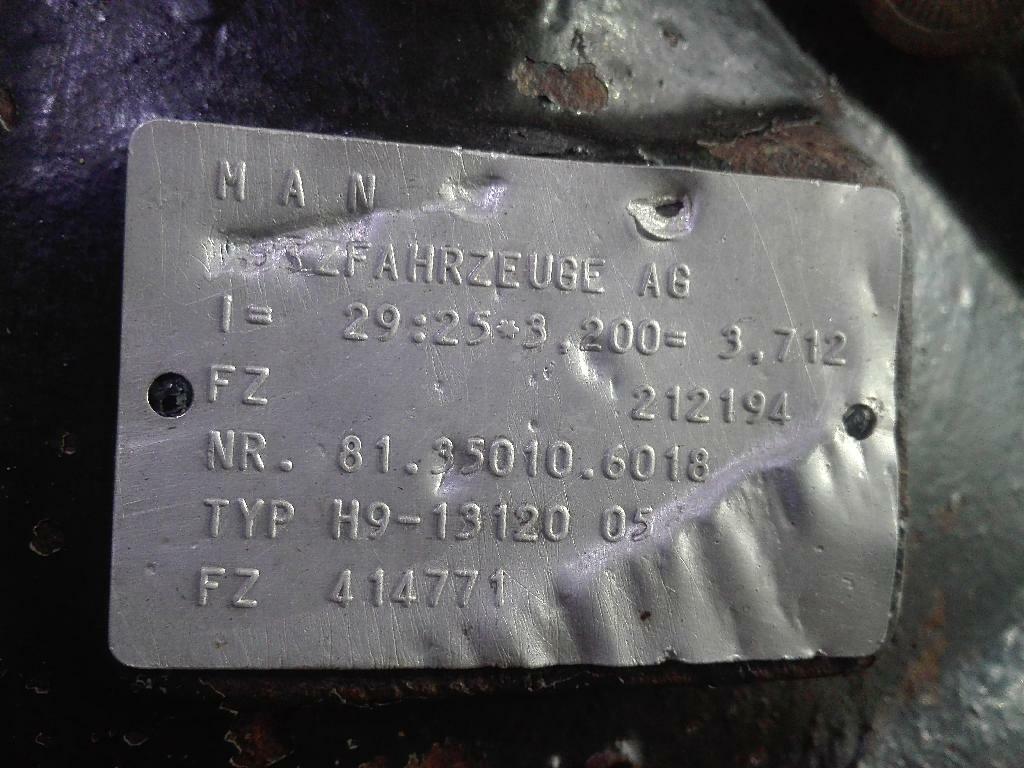 M A N
NUTZFAHRZEUGE AG
I= 29:25*3.200= 3.712
FZ 212194
NR. 81.35010.6018
TYP H9-13120 05
FZ 414771